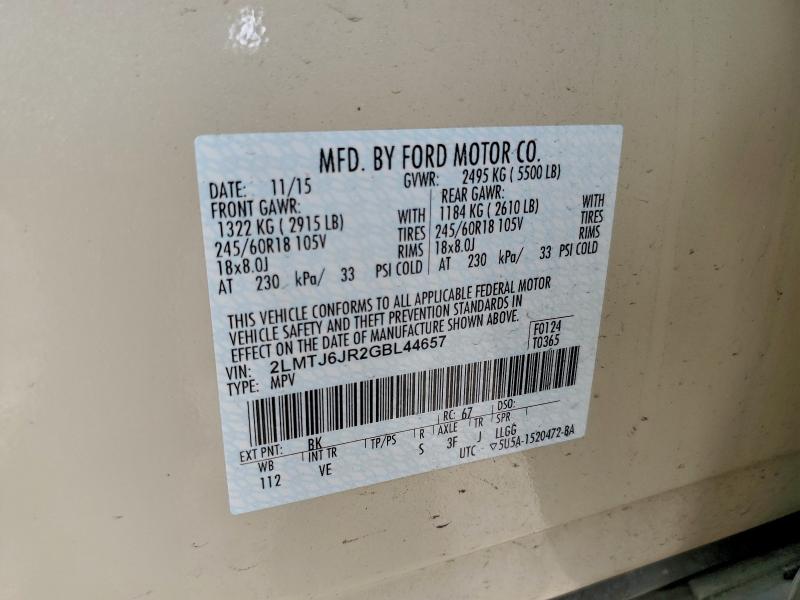 MFD. BY FORD MOTOR CO.
DATE: 11/15 GVWR: 2495 KG ( 5500 LB)
FRONT GAWR: REAR GAWR:
1322 KG ( 2915 LB) WITH 1184 KG ( 2610 LB) WITH
245/60R18 105V TIRES 245/60R18 105V TIRES
18x8.0J RIMS 18x8.0J RIMS
AT 230 kPa/ 33 PSI COLD AT 230 kPa/ 33 PSI COLD
THIS VEHICLE CONFORMS TO ALL APPLICABLE FEDERAL MOTOR
VEHICLE SAFETY AND THEFT PREVENTION STANDARDS IN
EFFECT ON THE DATE OF MANUFACTURE SHOWN ABOVE.
VIN: 2LMTJ6JR2GBL44657 F0124
TYPE: MPV T0365
EXT PNT: BK RC: 67 DSO:
WB INT TR TP/PS R AXLE TR SPR
112 VE S 3F J LLGG
UTC ▽5U5A-1520472-BA